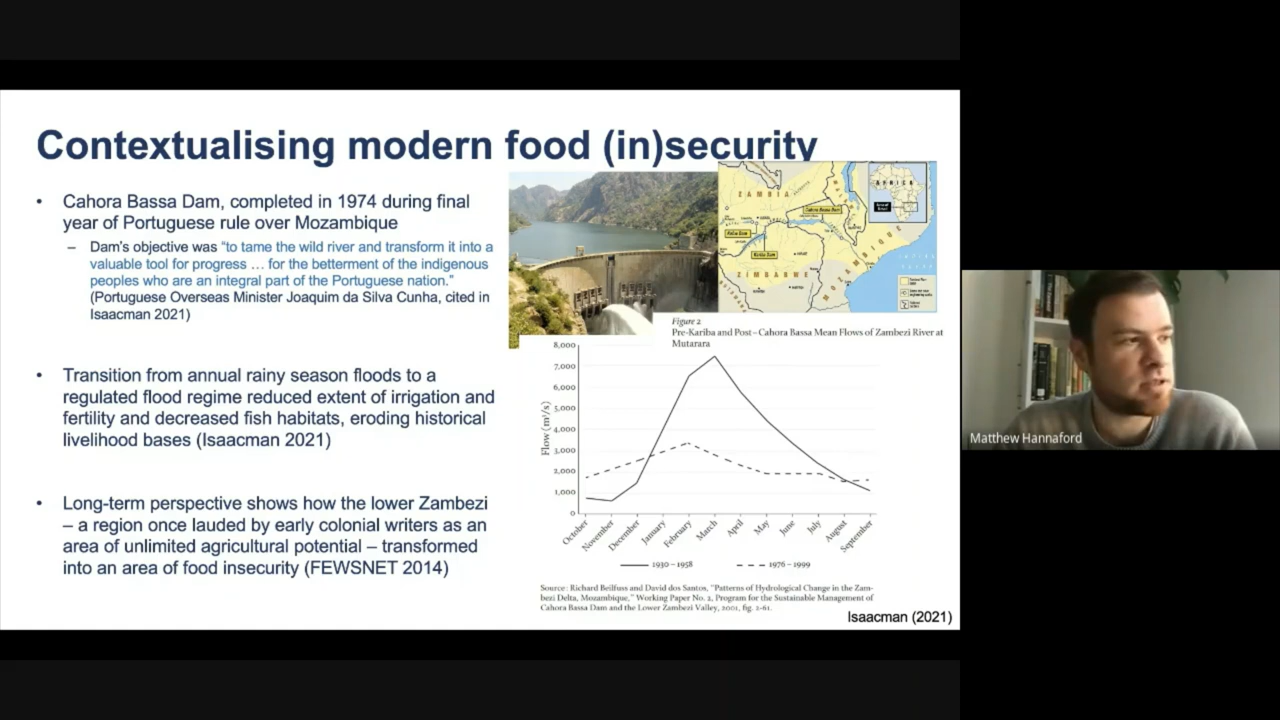 Contextualising modern food (in)security
• Cahora Bassa Dam, completed in 1974 during final
year of Portuguese rule over Mozambique
– Dam's objective was "to tame the wild river and transform it into a
valuable tool for progress … for the betterment of the indigenous
peoples who are an integral part of the Portuguese nation."
(Portuguese Overseas Minister Joaquim da Silva Cunha, cited in
Isaacman 2021)
• Transition from annual rainy season floods to a
regulated flood regime reduced extent of irrigation and
fertility and decreased fish habitats, eroding historical
livelihood bases (Isaacman 2021)
• Long-term perspective shows how the lower Zambezi
– a region once lauded by early colonial writers as an
area of unlimited agricultural potential – transformed
into an area of food insecurity (FEWSNET 2014)
ZAMBIA
AFRICA
Cahora Bassa Dam
Kafue Dam
Kariba Dam
ZIMBABWE
MOZAMBIQUE
Figure 2
Pre-Kariba and Post–Cahora Bassa Mean Flows of Zambezi River at
Mutarara
Flow (m³/s)
8,000
7,000
6,000
5,000
4,000
3,000
2,000
1,000
0
October
November
December
January
February
March
April
May
June
July
August
September
1930 – 1958
1976 – 1999
Source: Richard Beilfuss and David dos Santos, "Patterns of Hydrological Change in the Zam-
bezi Delta, Mozambique," Working Paper No. 2, Program for the Sustainable Management of
Cahora Bassa Dam and the Lower Zambezi Valley, 2001, fig. 2-61.
Isaacman (2021)
Matthew Hannaford